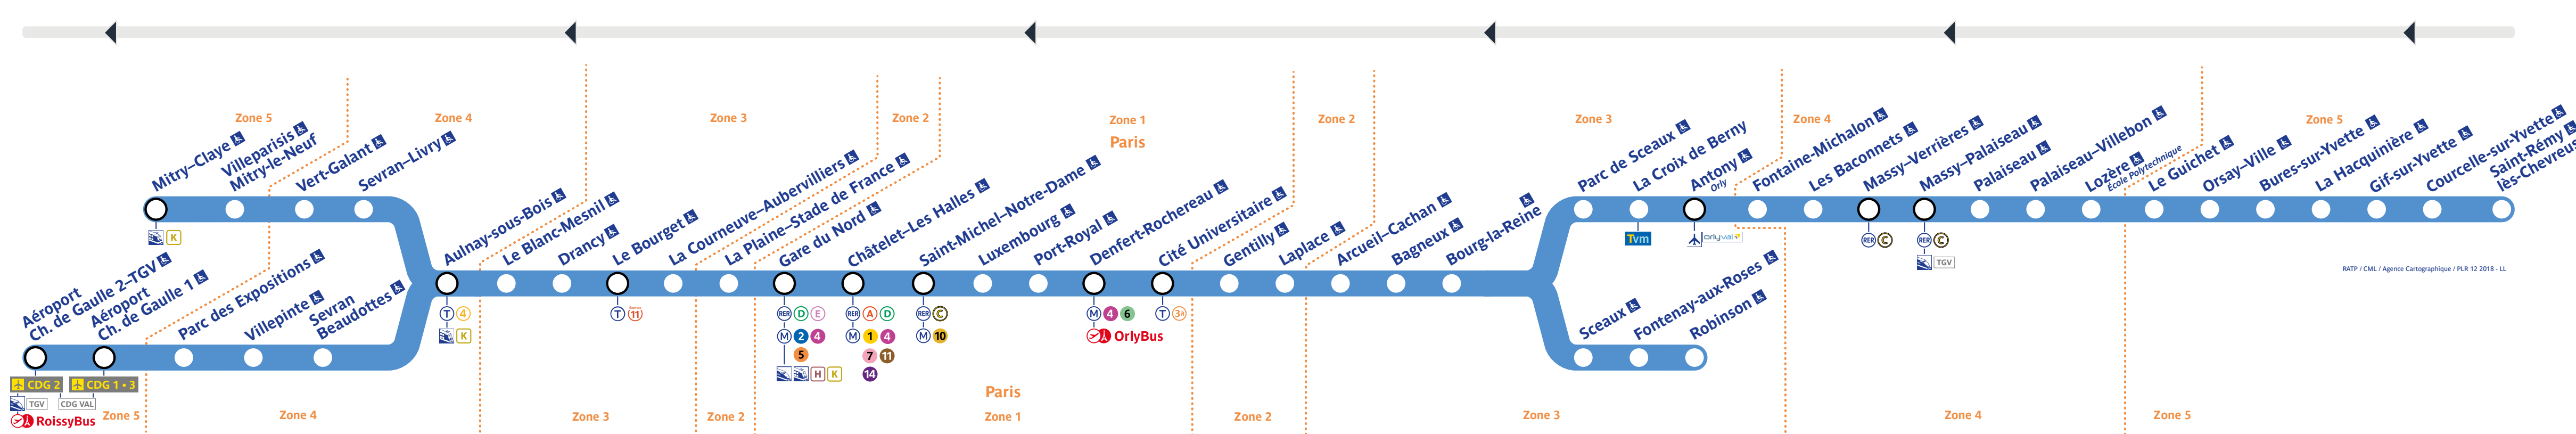 Zone 5
Zone 4
Zone 3
Zone 2
Zone 1
Paris
Zone 2
Zone 3
Zone 4
Zone 5
Mitry–Claye
Villeparisis
Mitry-le-Neuf
Vert-Galant
Sevran–Livry
K
Aéroport
Ch. de Gaulle 2–TGV
Aéroport
Ch. de Gaulle 1
Parc des Expositions
Villepinte
Sevran
Beaudottes
CDG 2
CDG 1 • 3
TGV
CDG VAL
RoissyBus
Aulnay-sous-Bois
T 4
K
Le Blanc-Mesnil
Drancy
Le Bourget
T 11
La Courneuve–Aubervilliers
La Plaine–Stade de France
Gare du Nord
RER D E
M 2 4
5
H K
Châtelet–Les Halles
RER A D
M 1 4
7 11
14
Saint-Michel–Notre-Dame
RER C
M 10
Luxembourg
Port-Royal
Denfert-Rochereau
M 4 6
OrlyBus
Cité Universitaire
T 3a
Gentilly
Laplace
Arcueil–Cachan
Bagneux
Bourg-la-Reine
Parc de Sceaux
La Croix de Berny
Tvm
Antony
Orly
orlyval
Fontaine-Michalon
Les Baconnets
Massy–Verrières
RER C
Massy–Palaiseau
RER C
TGV
Palaiseau
Palaiseau–Villebon
Lozère
École Polytechnique
Le Guichet
Orsay–Ville
Bures-sur-Yvette
La Hacquinière
Gif-sur-Yvette
Courcelle-sur-Yvette
Saint-Rémy
lès-Chevreus
Sceaux
Fontenay-aux-Roses
Robinson
RATP / CML / Agence Cartographique / PLR 12 2018 - LL
Zone 5
Zone 4
Zone 3
Zone 2
Paris
Zone 1
Zone 2
Zone 3
Zone 4
Zone 5